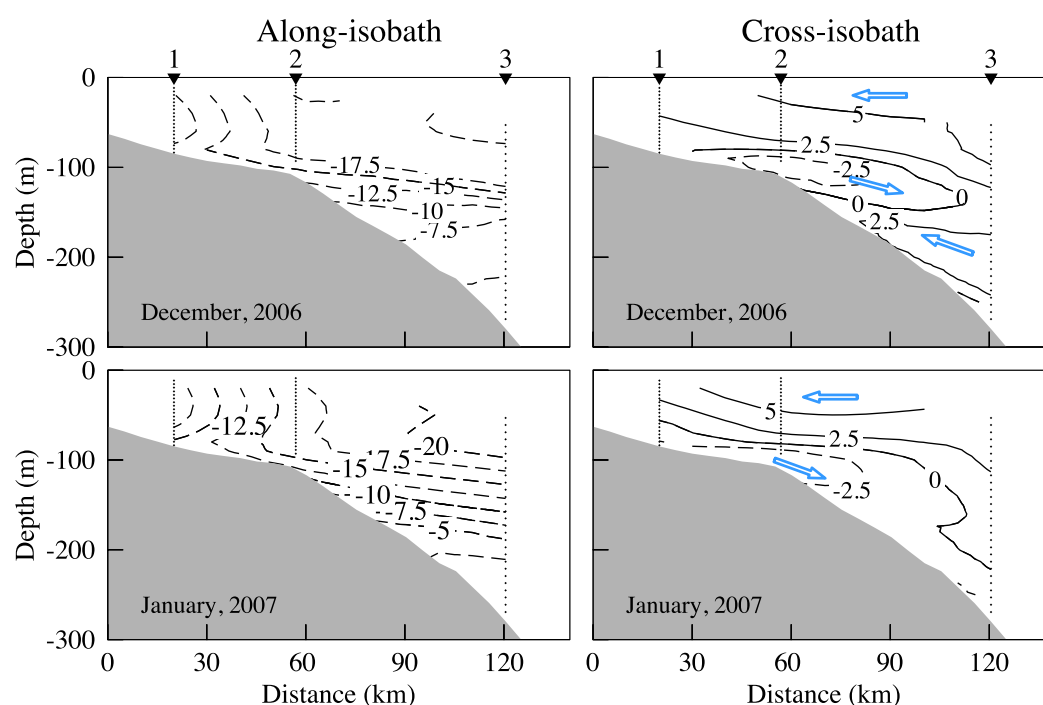 Along-isobath
Cross-isobath
1 2 3
1 2 3
0
-100
-200
-300
Depth (m)
-17.5
-15
-12.5
-10
-7.5
December, 2006
5
2.5
-2.5
0
0
2.5
December, 2006
0
-100
-200
-300
Depth (m)
-12.5
-20
-17.5
-15
-10
-7.5
-5
January, 2007
5
2.5
0
-2.5
January, 2007
0 30 60 90 120
0 30 60 90 120
Distance (km)
Distance (km)